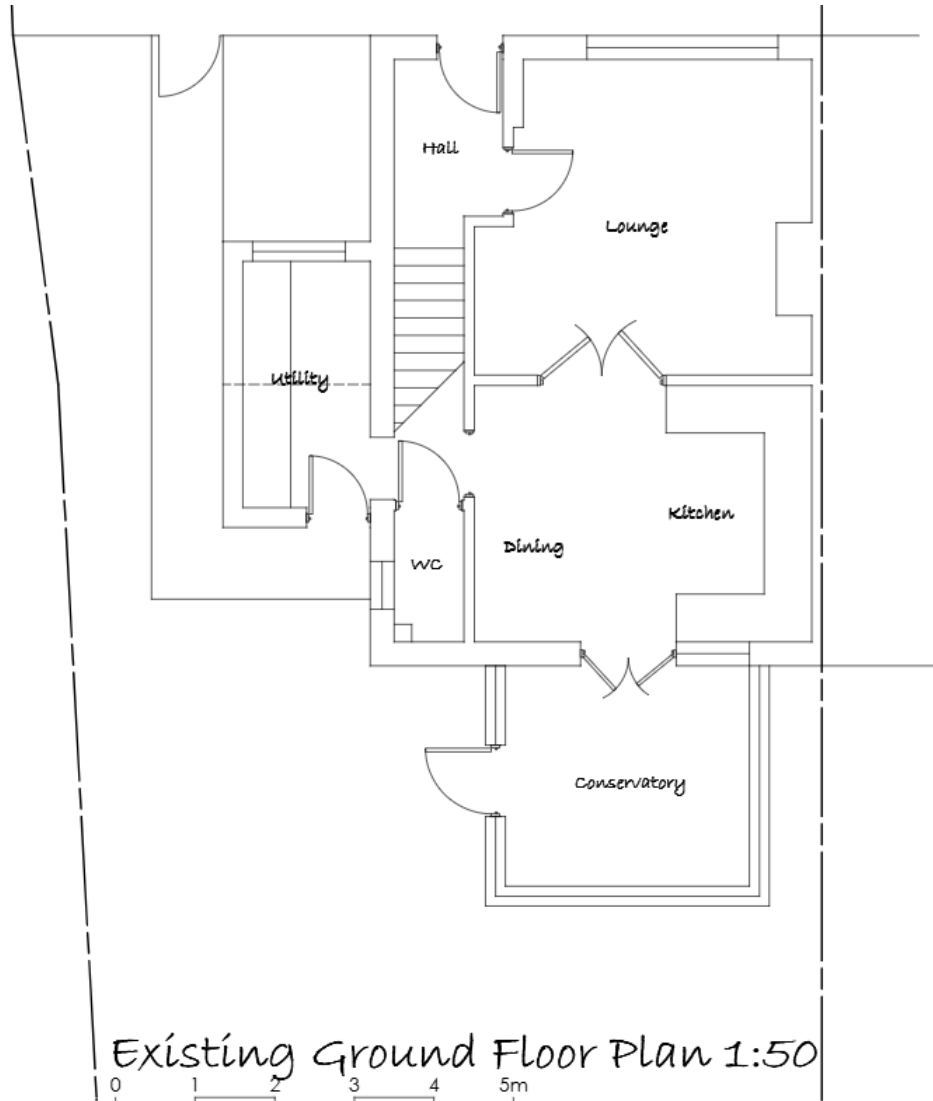 Hall
Lounge
Utility
Kitchen
Dining
WC
Conservatory
Existing Ground Floor Plan 1:50
0 1 2 3 4 5m